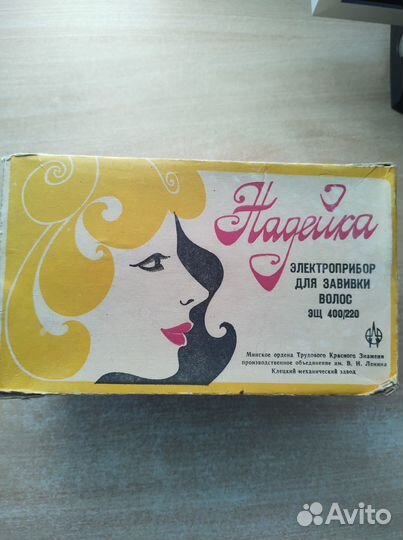 Надейка
ЭЛЕКТРОПРИБОР
ДЛЯ ЗАВИВКИ
ВОЛОС
ЭЩ 400/220
Минское ордена Трудового Красного Знамени
производственное объединение им. В. И. Ленина
Клецкий механический завод
Avito